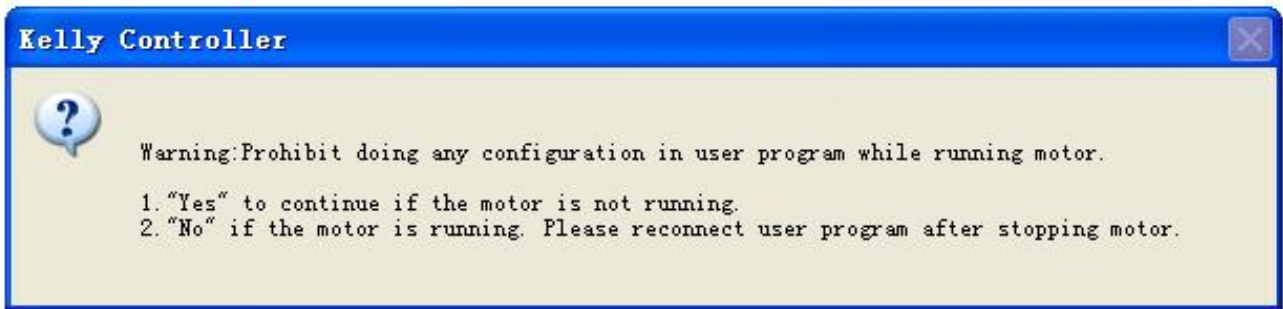 Kelly Controller
Warning:Prohibit doing any configuration in user program while running motor.
1."Yes" to continue if the motor is not running.
2."No" if the motor is running. Please reconnect user program after stopping motor.